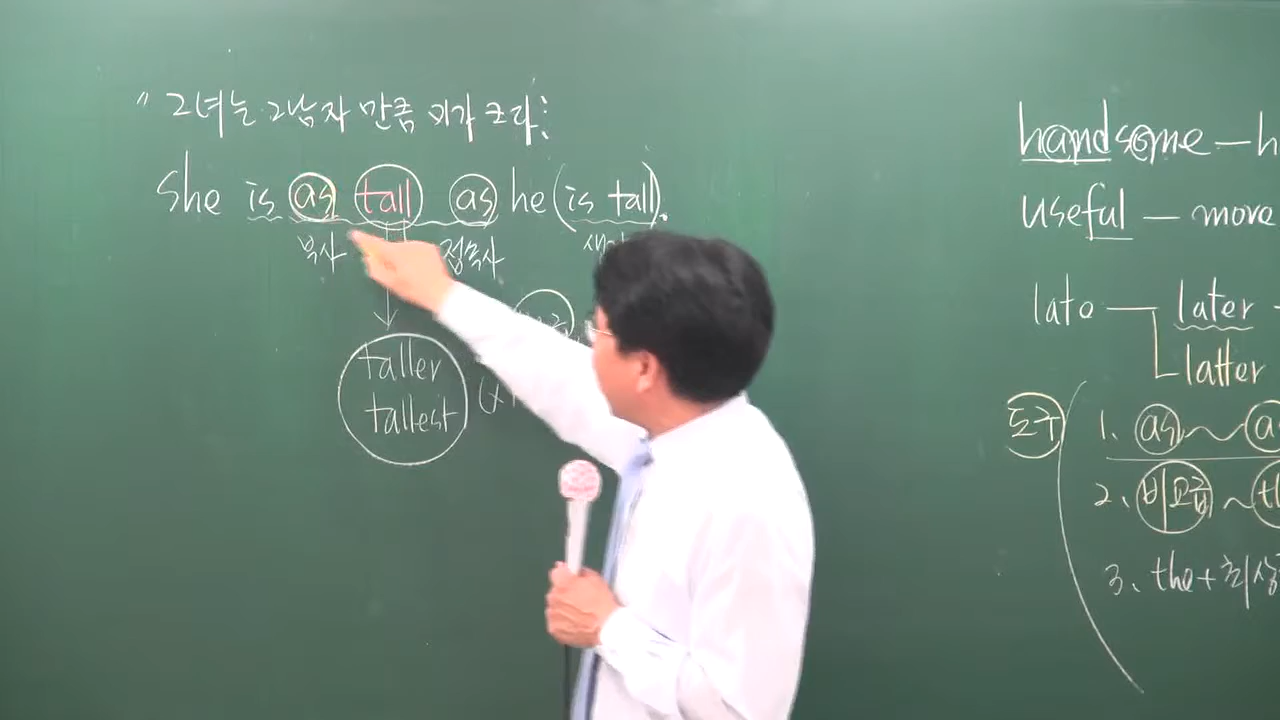 " 그녀는 그남자 만큼 키가 크다 :
she is as tall as he (is tall).
부사 접속사
taller
tallest (x
handsome — h
useful — more
late — later
latter
도구 1. as ~ as
2. 비교급 ~ th
3. the + 최상